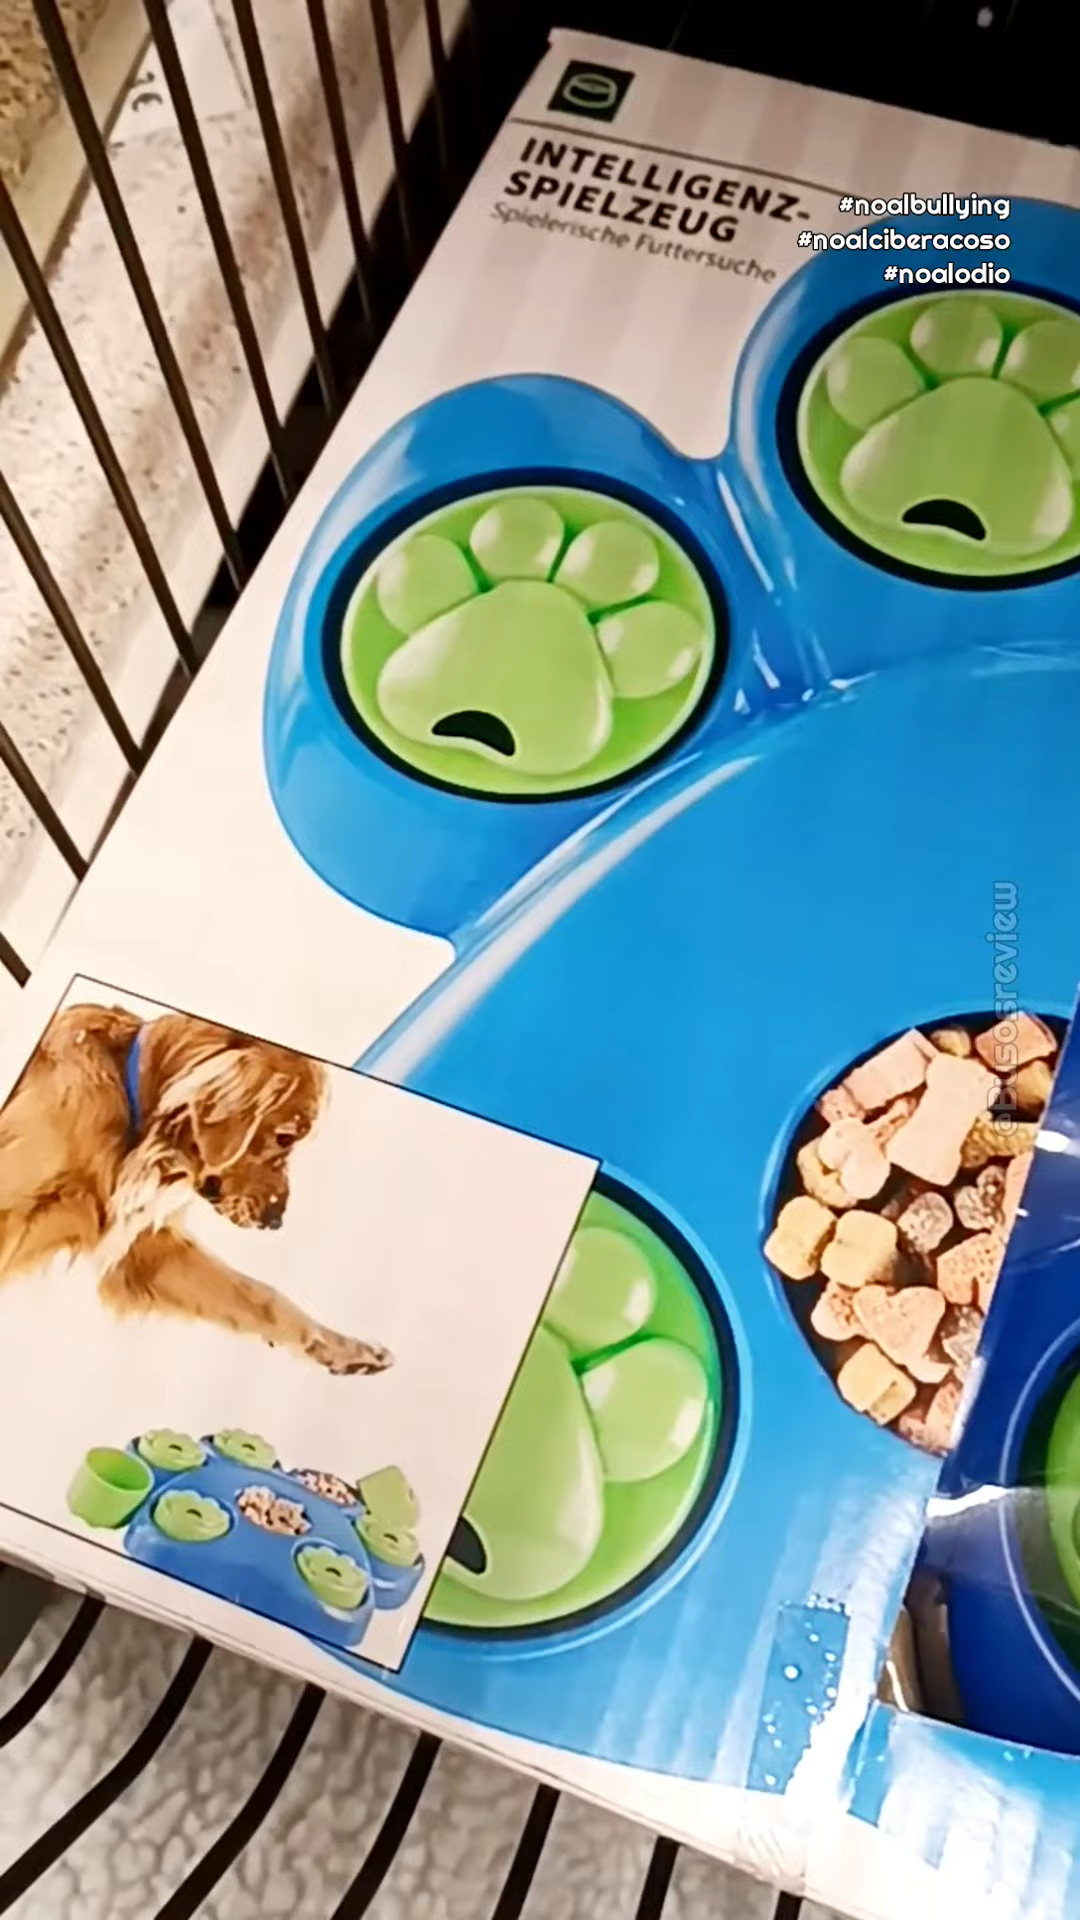 INTELLIGENZ-
SPIELZEUG
Spielerische Futtersuche
#noalbullying
#noalciberacoso
#noalodio
@Busosreview